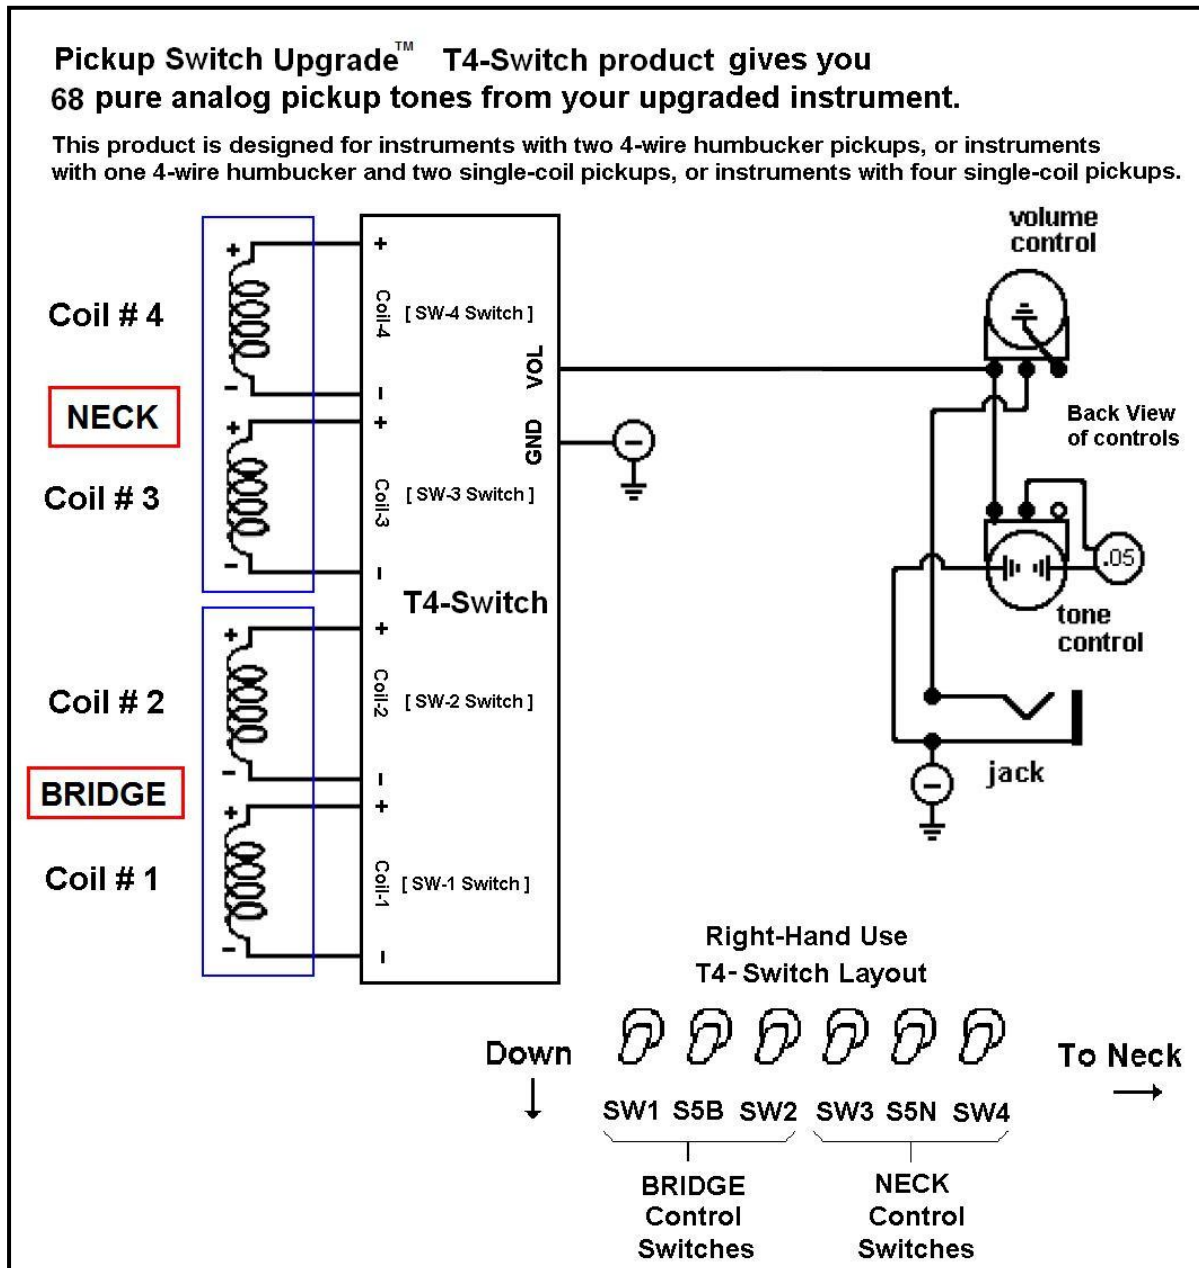 Pickup Switch Upgrade™ T4-Switch product gives you
68 pure analog pickup tones from your upgraded instrument.
This product is designed for instruments with two 4-wire humbucker pickups, or instruments
with one 4-wire humbucker and two single-coil pickups, or instruments with four single-coil pickups.
volume
control
+
+
Coil # 4
Coil-4
[ SW-4 Switch ]
VOL
-
-
NECK
+
+
GND
-
Back View
of controls
Coil # 3
Coil-3
[ SW-3 Switch ]
-
-
.05
T4-Switch
tone
control
+
+
Coil # 2
Coil-2
[ SW-2 Switch ]
-
-
BRIDGE
jack
-
+
+
Coil # 1
Coil-1
[ SW-1 Switch ]
-
-
Right-Hand Use
T4- Switch Layout
Down
To Neck
SW1 S5B SW2 SW3 S5N SW4
BRIDGE
Control
Switches
NECK
Control
Switches